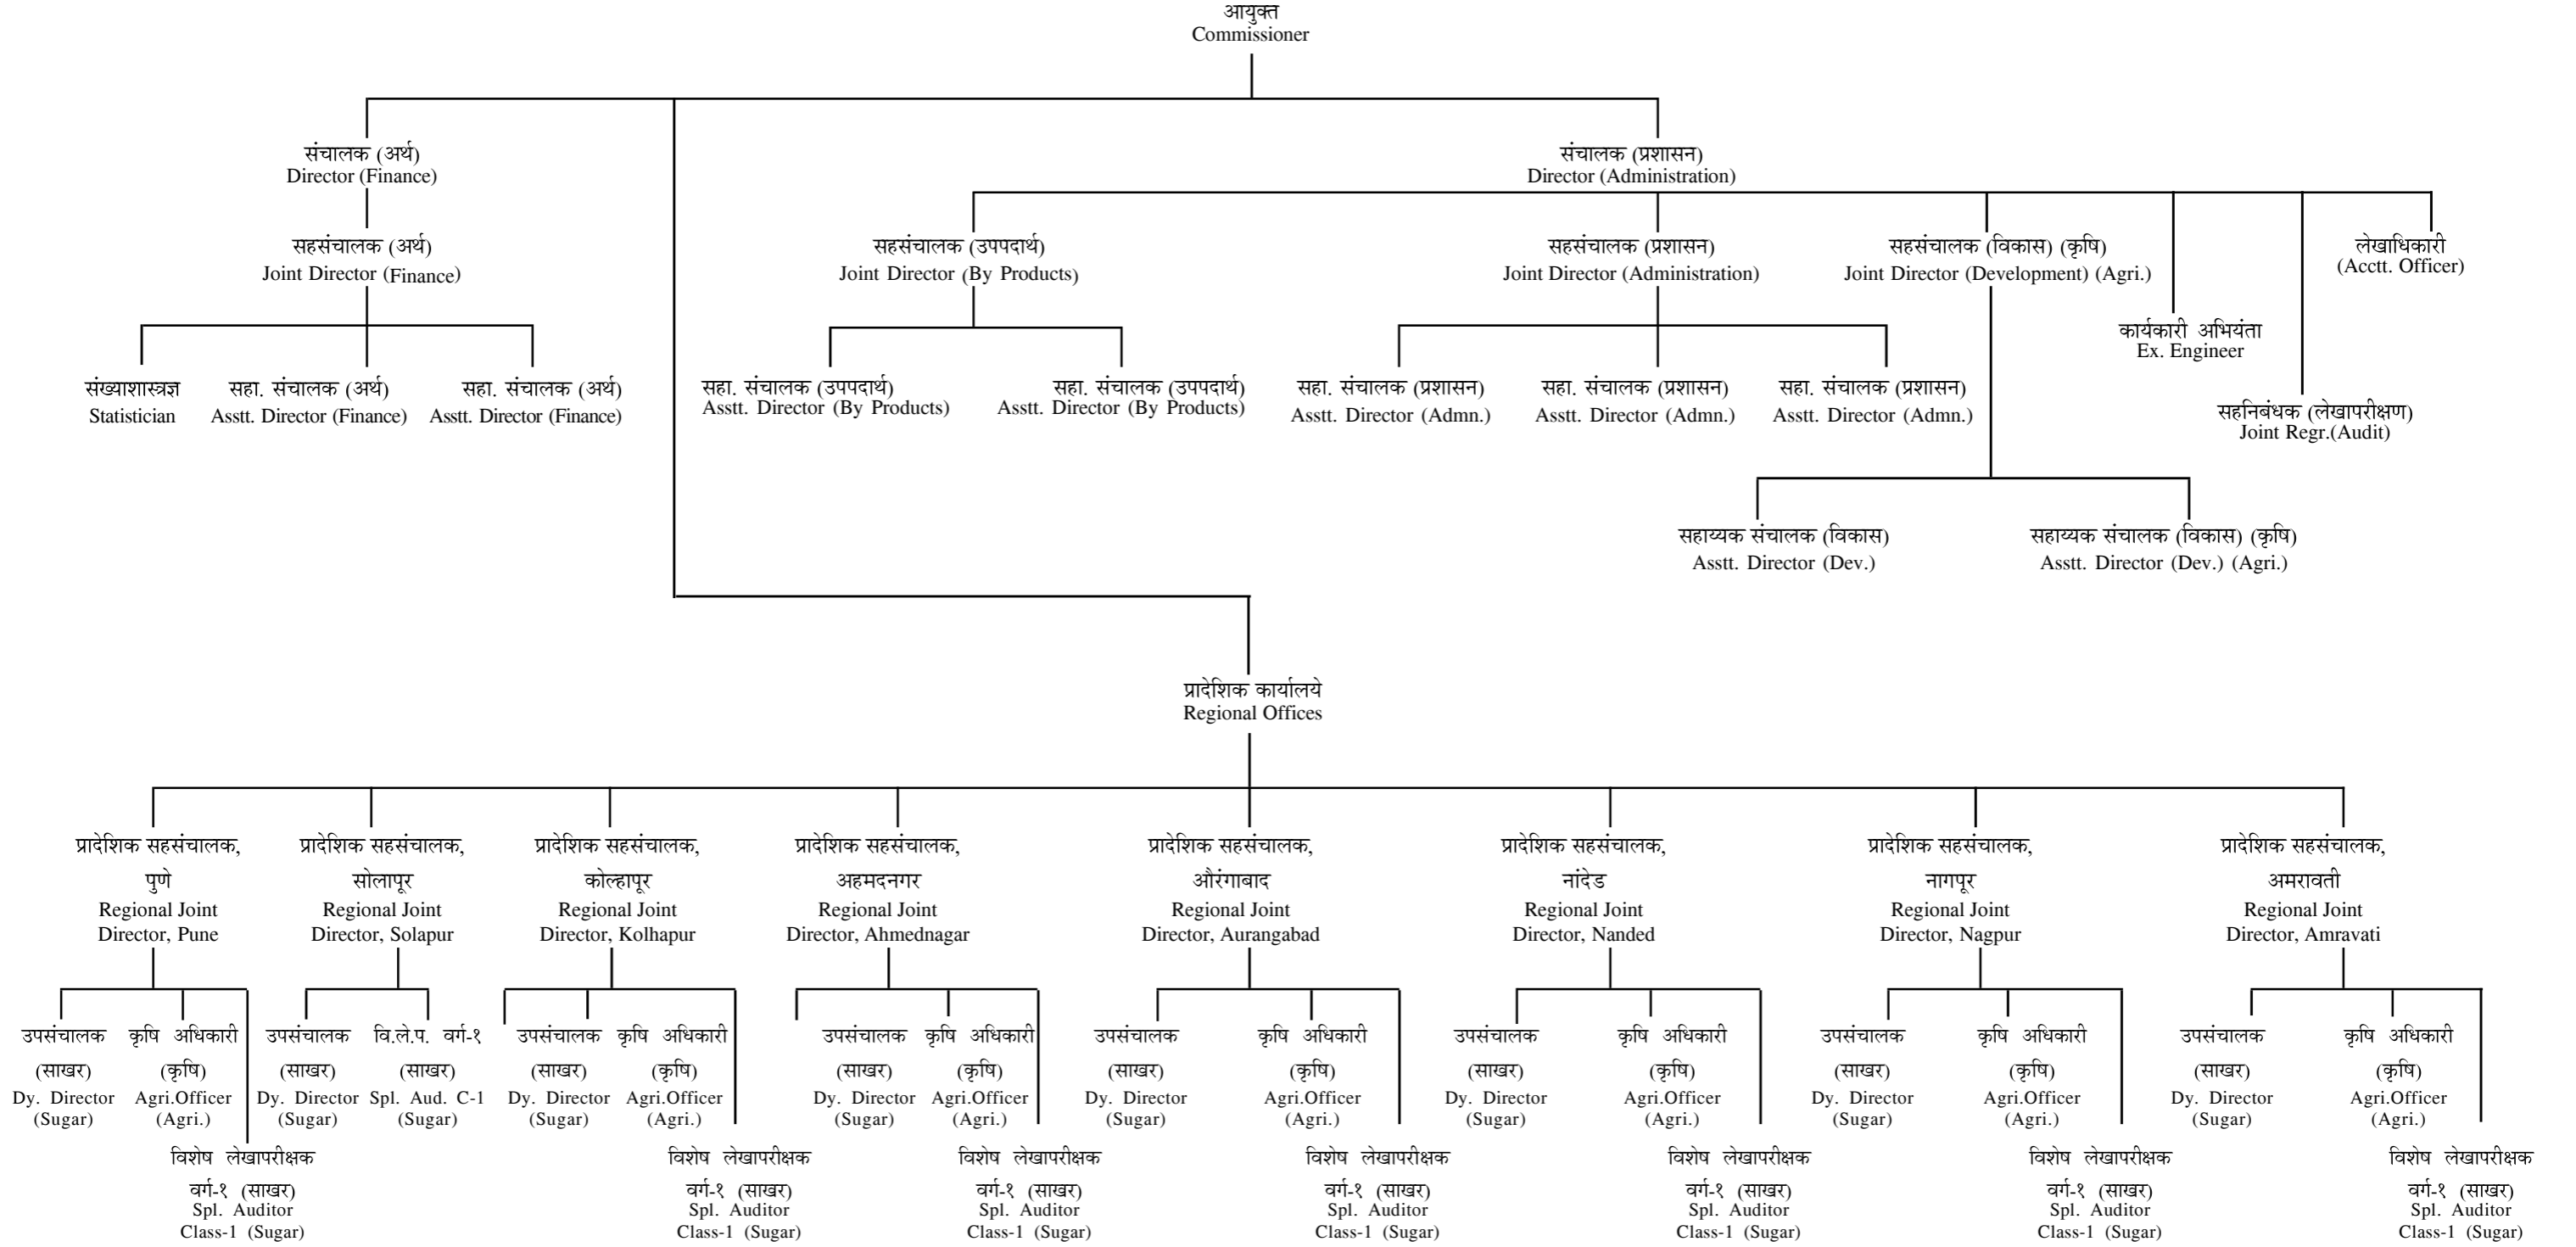 आयुक्त
Commissioner
संचालक (अर्थ)
Director (Finance)
संचालक (प्रशासन)
Director (Administration)
सहसंचालक (अर्थ)
Joint Director (Finance)
सहसंचालक (उपपदार्थ)
Joint Director (By Products)
सहसंचालक (प्रशासन)
Joint Director (Administration)
सहसंचालक (विकास) (कृषि)
Joint Director (Development) (Agri.)
लेखाधिकारी
(Acctt. Officer)
कार्यकारी अभियंता
Ex. Engineer
संख्याशास्त्रज्ञ
Statistician
सहा. संचालक (अर्थ)
Asstt. Director (Finance)
सहा. संचालक (अर्थ)
Asstt. Director (Finance)
सहा. संचालक (उपपदार्थ)
Asstt. Director (By Products)
सहा. संचालक (उपपदार्थ)
Asstt. Director (By Products)
सहा. संचालक (प्रशासन)
Asstt. Director (Admn.)
सहा. संचालक (प्रशासन)
Asstt. Director (Admn.)
सहा. संचालक (प्रशासन)
Asstt. Director (Admn.)
सहनिबंधक (लेखापरीक्षण)
Joint Regr.(Audit)
सहाय्यक संचालक (विकास)
Asstt. Director (Dev.)
सहाय्यक संचालक (विकास) (कृषि)
Asstt. Director (Dev.) (Agri.)
प्रादेशिक कार्यालये
Regional Offices
प्रादेशिक सहसंचालक,
पुणे
Regional Joint
Director, Pune
प्रादेशिक सहसंचालक,
सोलापूर
Regional Joint
Director, Solapur
प्रादेशिक सहसंचालक,
कोल्हापूर
Regional Joint
Director, Kolhapur
प्रादेशिक सहसंचालक,
अहमदनगर
Regional Joint
Director, Ahmednagar
प्रादेशिक सहसंचालक,
औरंगाबाद
Regional Joint
Director, Aurangabad
प्रादेशिक सहसंचालक,
नांदेड
Regional Joint
Director, Nanded
प्रादेशिक सहसंचालक,
नागपूर
Regional Joint
Director, Nagpur
प्रादेशिक सहसंचालक,
अमरावती
Regional Joint
Director, Amravati
उपसंचालक
(साखर)
Dy. Director
(Sugar)
कृषि अधिकारी
(कृषि)
Agri.Officer
(Agri.)
विशेष लेखापरीक्षक
वर्ग-१ (साखर)
Spl. Auditor
Class-1 (Sugar)
उपसंचालक
(साखर)
Dy. Director
(Sugar)
वि.ले.प. वर्ग-१
(साखर)
Spl. Aud. C-1
(Sugar)
उपसंचालक
(साखर)
Dy. Director
(Sugar)
कृषि अधिकारी
(कृषि)
Agri.Officer
(Agri.)
विशेष लेखापरीक्षक
वर्ग-१ (साखर)
Spl. Auditor
Class-1 (Sugar)
उपसंचालक
(साखर)
Dy. Director
(Sugar)
कृषि अधिकारी
(कृषि)
Agri.Officer
(Agri.)
विशेष लेखापरीक्षक
वर्ग-१ (साखर)
Spl. Auditor
Class-1 (Sugar)
उपसंचालक
(साखर)
Dy. Director
(Sugar)
कृषि अधिकारी
(कृषि)
Agri.Officer
(Agri.)
विशेष लेखापरीक्षक
वर्ग-१ (साखर)
Spl. Auditor
Class-1 (Sugar)
उपसंचालक
(साखर)
Dy. Director
(Sugar)
कृषि अधिकारी
(कृषि)
Agri.Officer
(Agri.)
विशेष लेखापरीक्षक
वर्ग-१ (साखर)
Spl. Auditor
Class-1 (Sugar)
उपसंचालक
(साखर)
Dy. Director
(Sugar)
कृषि अधिकारी
(कृषि)
Agri.Officer
(Agri.)
विशेष लेखापरीक्षक
वर्ग-१ (साखर)
Spl. Auditor
Class-1 (Sugar)
उपसंचालक
(साखर)
Dy. Director
(Sugar)
कृषि अधिकारी
(कृषि)
Agri.Officer
(Agri.)
विशेष लेखापरीक्षक
वर्ग-१ (साखर)
Spl. Auditor
Class-1 (Sugar)